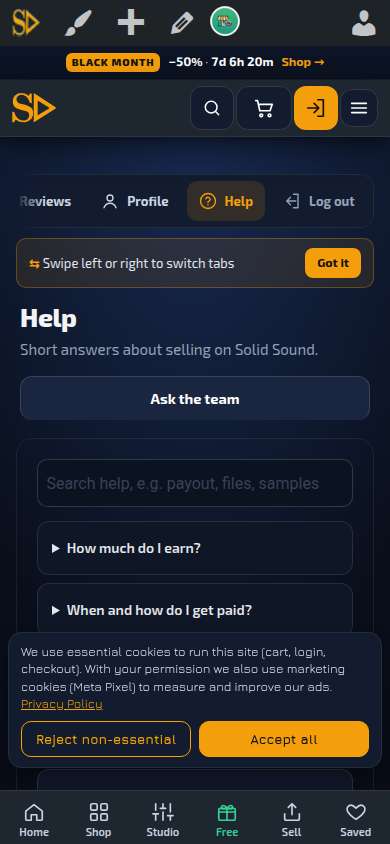 BLACK MONTH −50% · 7d 6h 20m Shop →
Reviews Profile Help Log out
⇆ Swipe left or right to switch tabs Got it
Help
Short answers about selling on Solid Sound.
Ask the team
Search help, e.g. payout, files, samples
How much do I earn?
When and how do I get paid?
We use essential cookies to run this site (cart, login,
checkout). With your permission we also use marketing
cookies (Meta Pixel) to measure and improve our ads.
Privacy Policy
Reject non-essential Accept all
Home Shop Studio Free Sell Saved